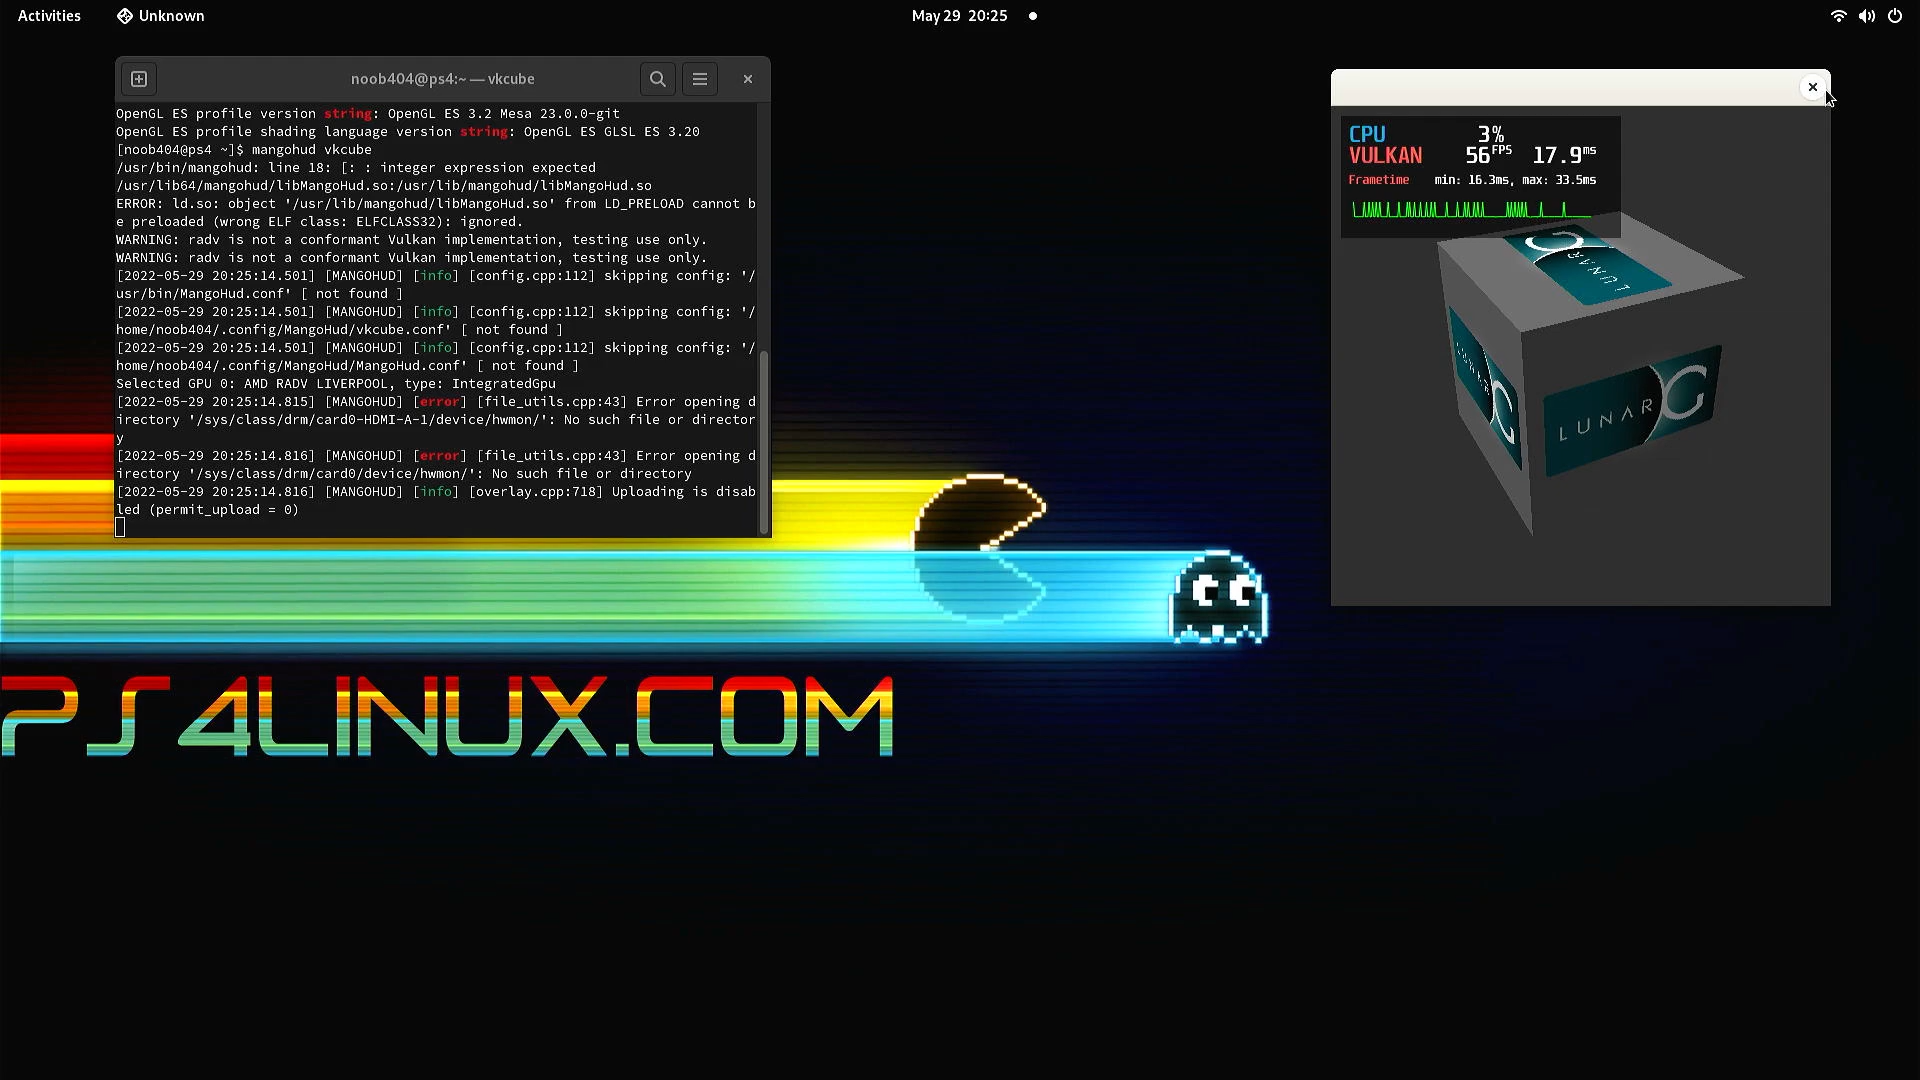 Activities
Unknown
May 29 20:25
noob404@ps4:~ — vkcube
OpenGL ES profile version string: OpenGL ES 3.2 Mesa 23.0.0-git
OpenGL ES profile shading language version string: OpenGL ES GLSL ES 3.20
[noob404@ps4 ~]$ mangohud vkcube
/usr/bin/mangohud: line 18: [: : integer expression expected
/usr/lib64/mangohud/libMangoHud.so:/usr/lib/mangohud/libMangoHud.so
ERROR: ld.so: object '/usr/lib/mangohud/libMangoHud.so' from LD_PRELOAD cannot b
e preloaded (wrong ELF class: ELFCLASS32): ignored.
WARNING: radv is not a conformant Vulkan implementation, testing use only.
WARNING: radv is not a conformant Vulkan implementation, testing use only.
[2022-05-29 20:25:14.501] [MANGOHUD] [info] [config.cpp:112] skipping config: '/
usr/bin/MangoHud.conf' [ not found ]
[2022-05-29 20:25:14.501] [MANGOHUD] [info] [config.cpp:112] skipping config: '/
home/noob404/.config/MangoHud/vkcube.conf' [ not found ]
[2022-05-29 20:25:14.501] [MANGOHUD] [info] [config.cpp:112] skipping config: '/
home/noob404/.config/MangoHud/MangoHud.conf' [ not found ]
Selected GPU 0: AMD RADV LIVERPOOL, type: IntegratedGpu
[2022-05-29 20:25:14.815] [MANGOHUD] [error] [file_utils.cpp:43] Error opening d
irectory '/sys/class/drm/card0-HDMI-A-1/device/hwmon/': No such file or director
y
[2022-05-29 20:25:14.816] [MANGOHUD] [error] [file_utils.cpp:43] Error opening d
irectory '/sys/class/drm/card0/device/hwmon/': No such file or directory
[2022-05-29 20:25:14.816] [MANGOHUD] [info] [overlay.cpp:718] Uploading is disab
led (permit_upload = 0)
CPU 3%
VULKAN 56FPS 17.9ms
Frametime min: 16.3ms, max: 33.5ms
LUNARG
LUNARG
LUNARG
PS4LINUX.COM